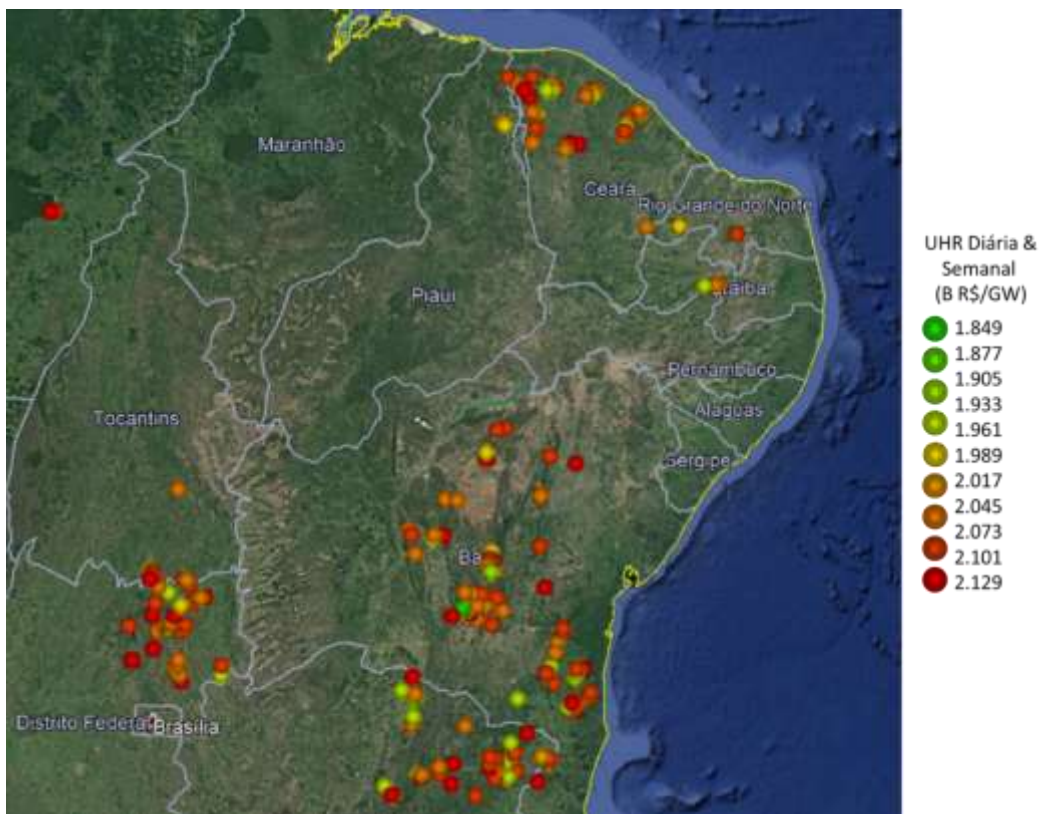 Maranhão
Ceará
Rio Grande do Norte
Piauí
Pernambuco
Alagoas
Tocantins
Sergipe
Ba
Distrito Federal
Brasília
UHR Diária &
Semanal
(B R$/GW)
1.849
1.877
1.905
1.933
1.961
1.989
2.017
2.045
2.073
2.101
2.129